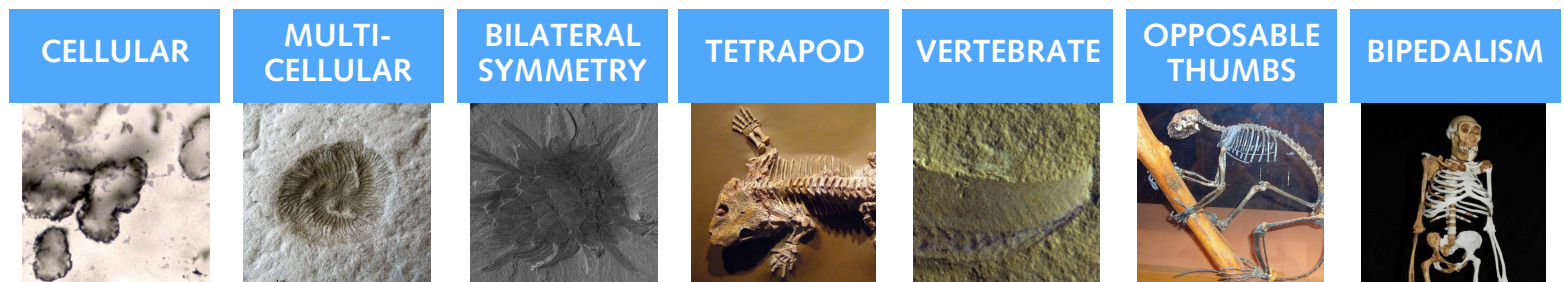 CELLULAR
MULTI-
CELLULAR
BILATERAL
SYMMETRY
TETRAPOD
VERTEBRATE
OPPOSABLE
THUMBS
BIPEDALISM